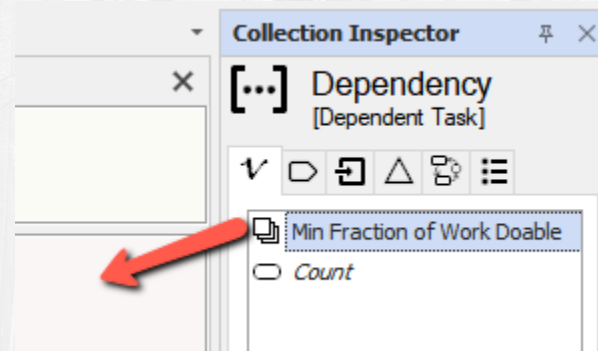 Collection Inspector
Dependency
[Dependent Task]
Min Fraction of Work Doable
Count